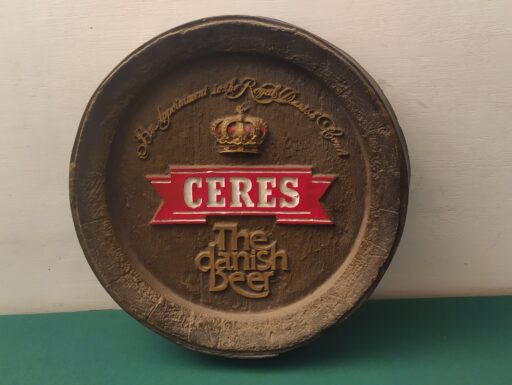 By Appointment to the Royal Danish Court
CERES
The
danish
beer